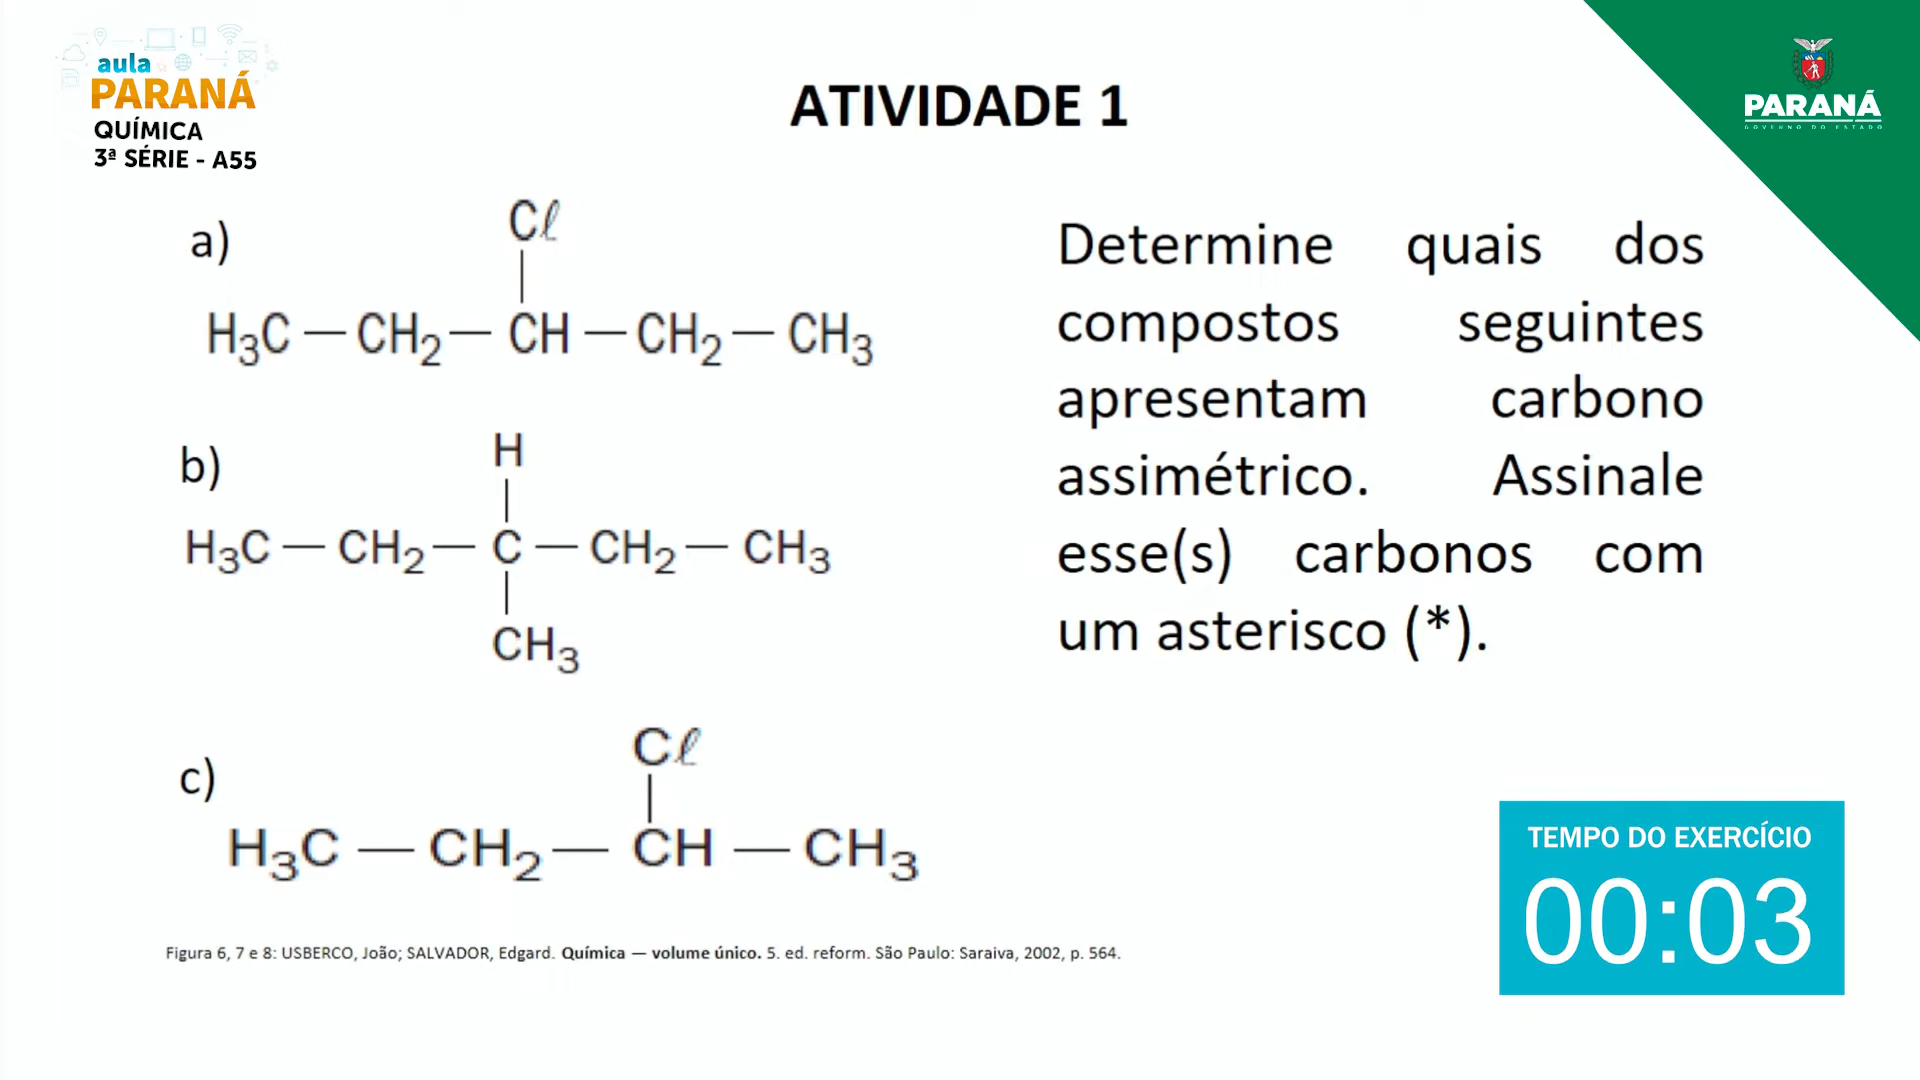 aula
PARANÁ
QUÍMICA
3ª SÉRIE - A55
ATIVIDADE 1
PARANÁ
GOVERNO DO ESTADO
a)
Cℓ
H₃C — CH₂ — CH — CH₂ — CH₃
b)
H
H₃C — CH₂ — C — CH₂ — CH₃
CH₃
c)
Cℓ
H₃C — CH₂ — CH — CH₃
Determine quais dos
compostos seguintes
apresentam carbono
assimétrico. Assinale
esse(s) carbonos com
um asterisco (*).
TEMPO DO EXERCÍCIO
00:03
Figura 6, 7 e 8: USBERCO, João; SALVADOR, Edgard. Química — volume único. 5. ed. reform. São Paulo: Saraiva, 2002, p. 564.